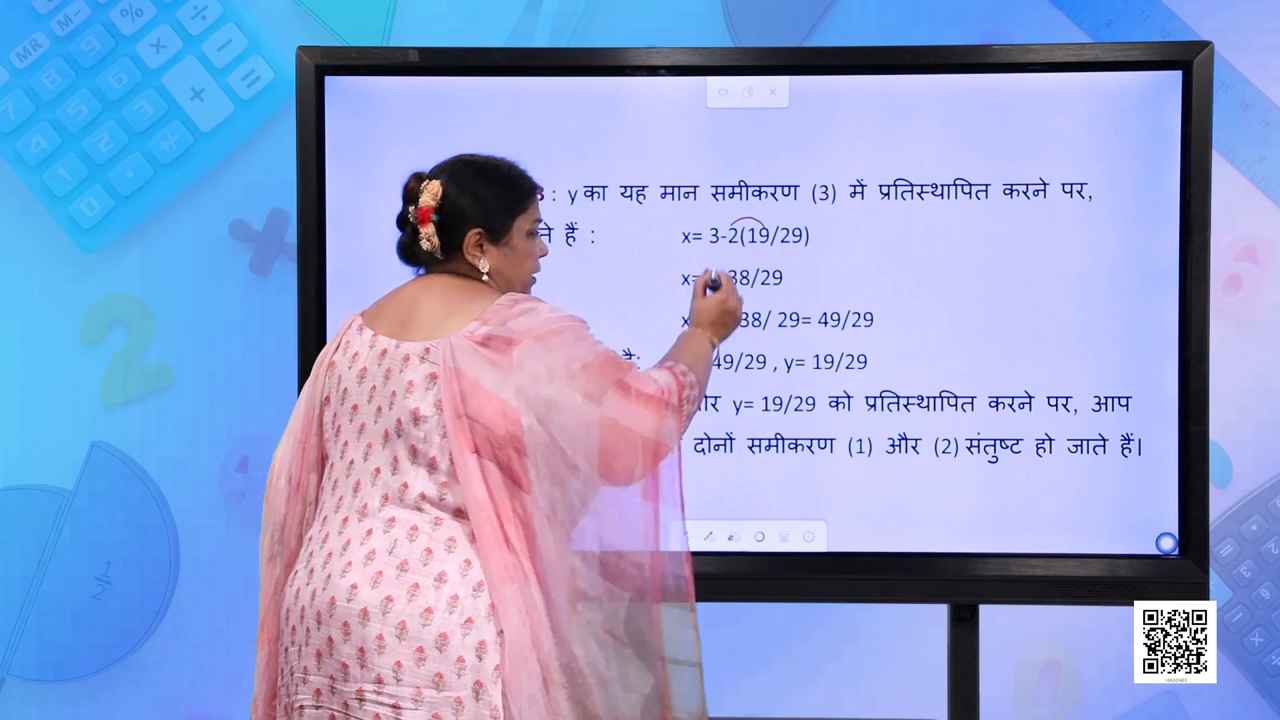 : y का यह मान समीकरण (3) में प्रतिस्थापित करने पर,
हैं : x= 3-2(19/29)
38/29
38/ 29= 49/29
49/29 , y= 19/29
y= 19/29 को प्रतिस्थापित करने पर, आप
दोनों समीकरण (1) और (2) संतुष्ट हो जाते हैं।